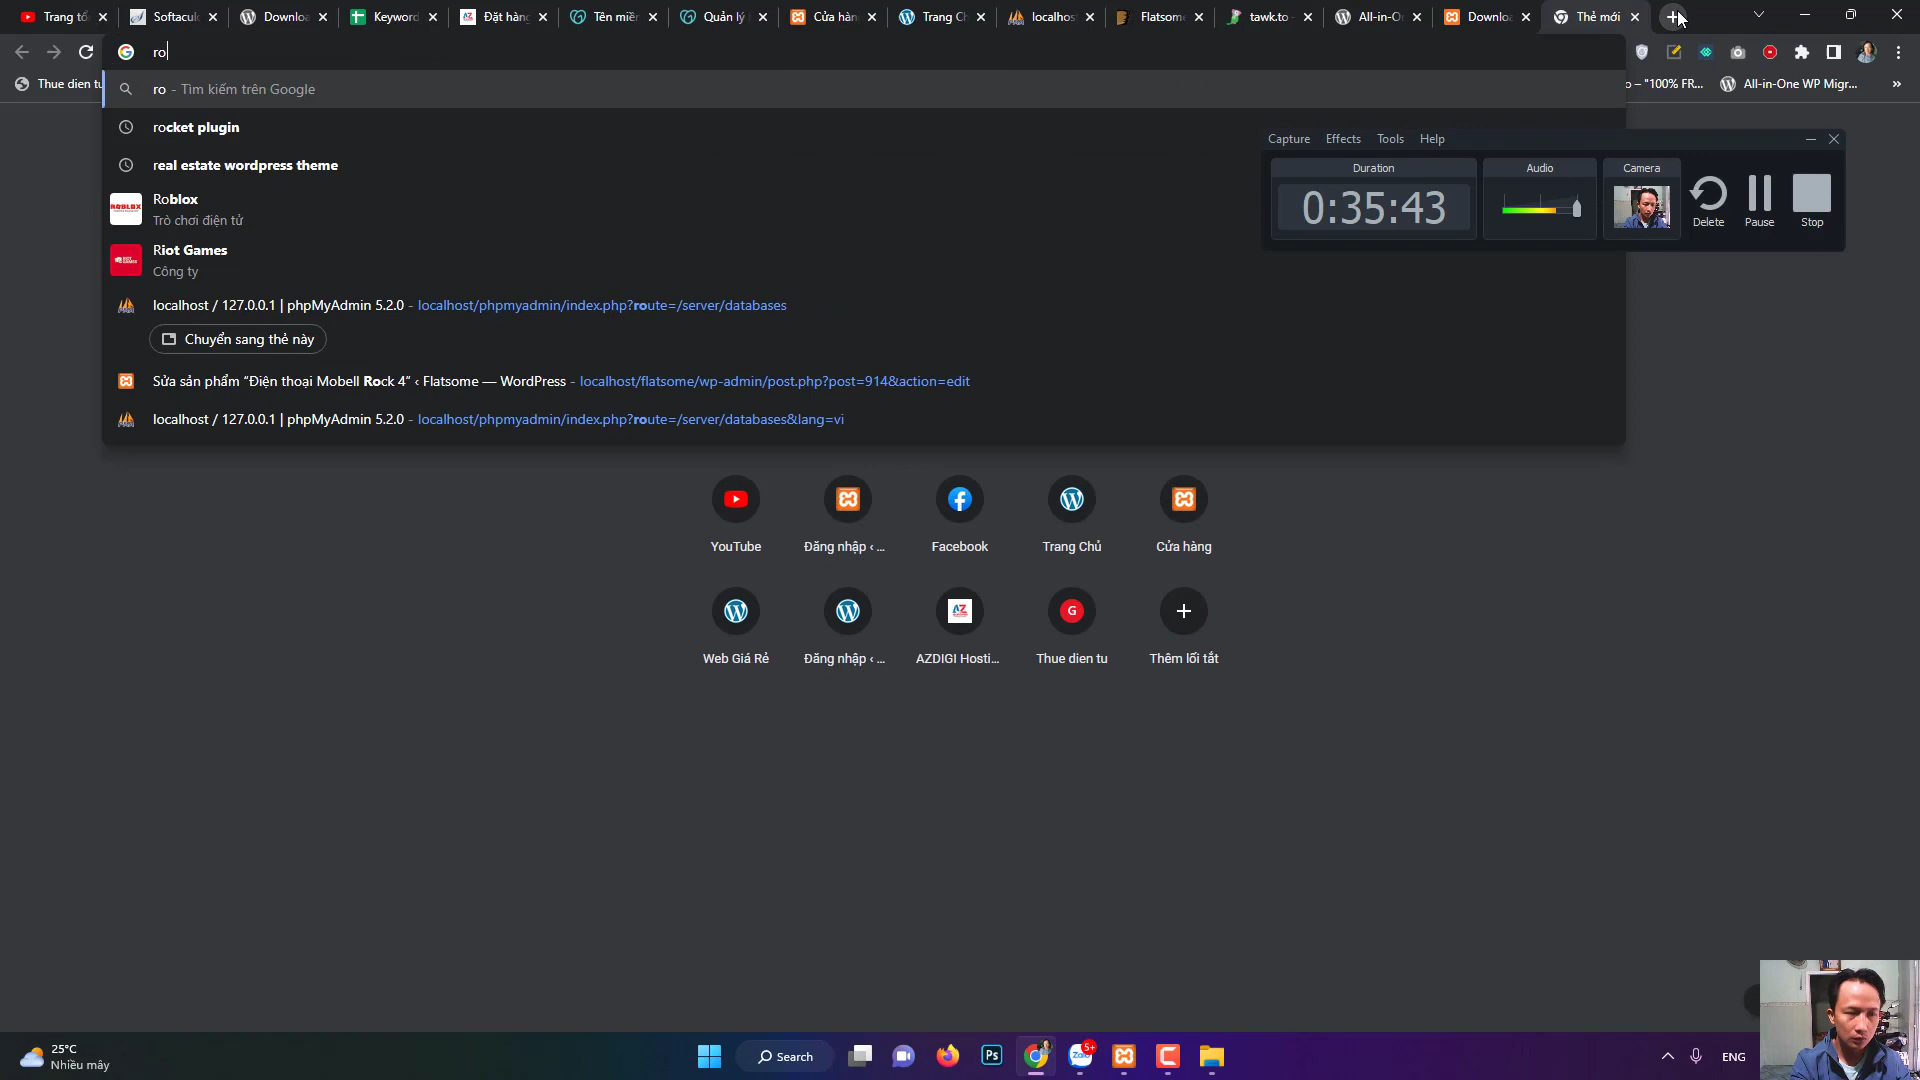 Trang tổ
Softacul
Downloa
Keyword
Đặt hàng
Tên miền
Quản lý
Cửa hàn
Trang Ch
localhos
Flatsome
tawk.to -
All-in-O
Downloa
Thẻ mới
ro
Thue dien tu
o – "100% FR...
All-in-One WP Migr...
»
ro - Tìm kiếm trên Google
rocket plugin
real estate wordpress theme
Roblox
Trò chơi điện tử
Riot Games
Công ty
localhost / 127.0.0.1 | phpMyAdmin 5.2.0 - localhost/phpmyadmin/index.php?route=/server/databases
Chuyển sang thẻ này
Sửa sản phẩm “Điện thoại Mobell Rock 4” ‹ Flatsome — WordPress - localhost/flatsome/wp-admin/post.php?post=914&action=edit
localhost / 127.0.0.1 | phpMyAdmin 5.2.0 - localhost/phpmyadmin/index.php?route=/server/databases&lang=vi
Capture Effects Tools Help
Duration
Audio
Camera
0:35:43
Delete
Pause
Stop
YouTube
Đăng nhập ‹ ...
Facebook
Trang Chủ
Cửa hàng
Web Giá Rẻ
Đăng nhập ‹ ...
AZDIGI Hosti...
Thue dien tu
Thêm lối tắt
25°C
Nhiều mây
Search
Ps
Zalo
5+
ENG